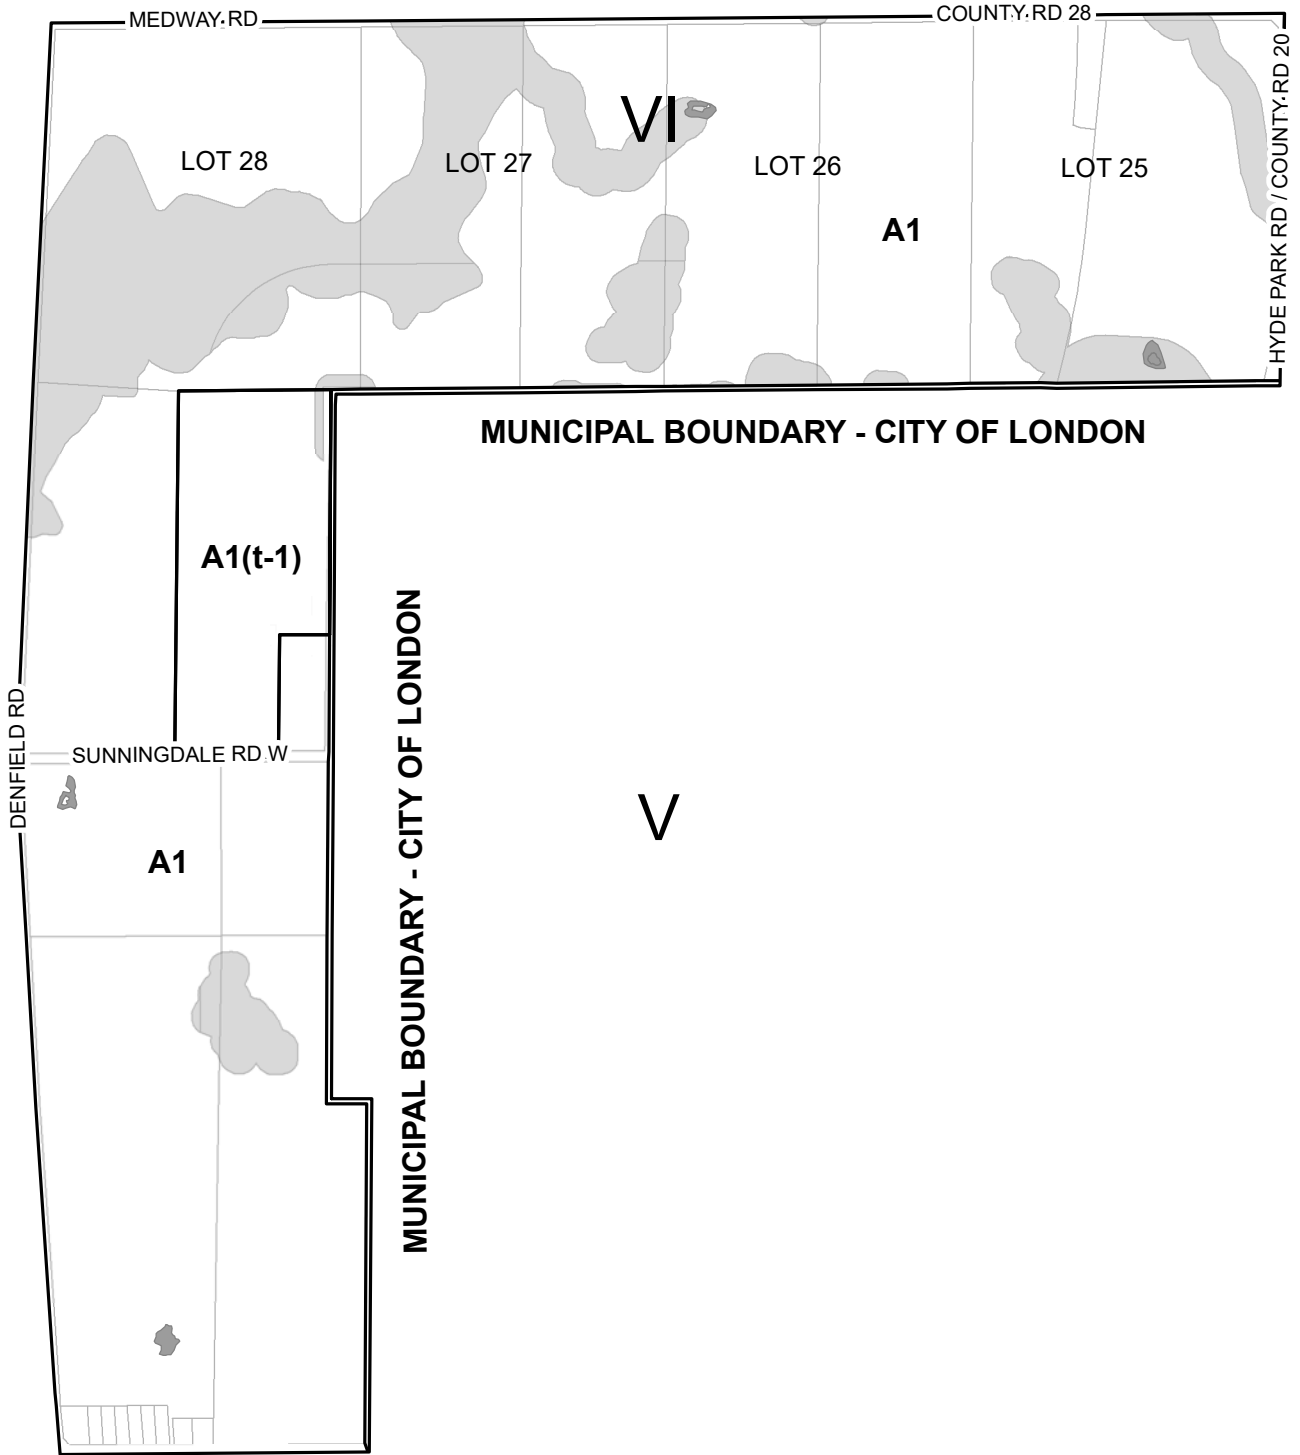 MEDWAY RD
COUNTY RD 28
HYDE PARK RD / COUNTY RD 20
VI
LOT 28
LOT 27
LOT 26
LOT 25
A1
MUNICIPAL BOUNDARY - CITY OF LONDON
A1(t-1)
MUNICIPAL BOUNDARY - CITY OF LONDON
DENFIELD RD
SUNNINGDALE RD W
V
A1